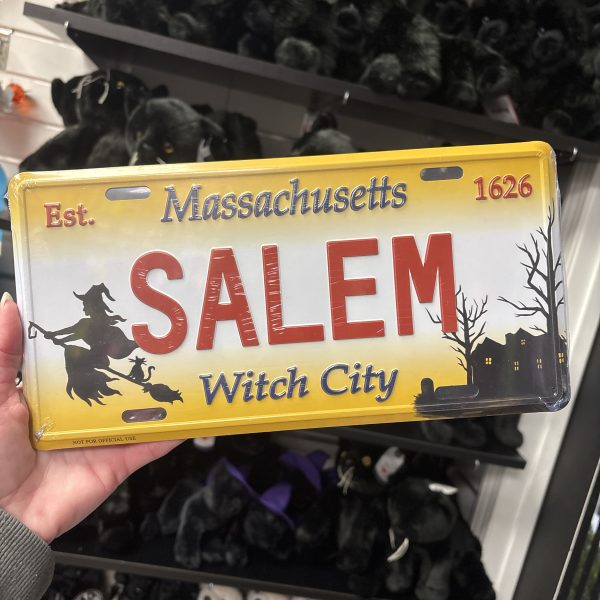 Est. Massachusetts 1626
SALEM
Witch City
NOT FOR OFFICIAL USE